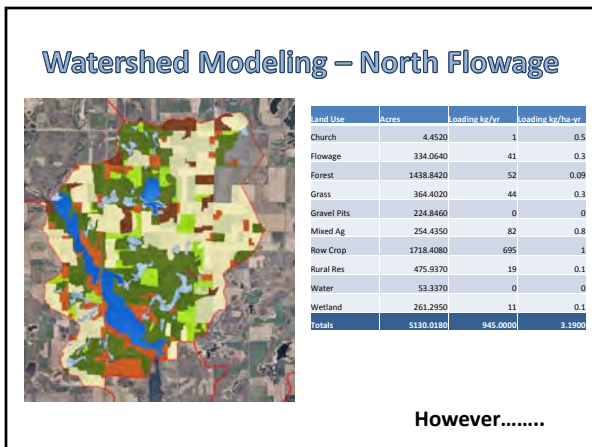 Watershed Modeling – North Flowage
Land Use Acres Loading kg/yr Loading kg/ha-yr
Church 4.4520 1 0.5
Flowage 334.0640 41 0.3
Forest 1438.8420 52 0.09
Grass 364.4020 44 0.3
Gravel Pits 224.8460 0 0
Mixed Ag 254.4350 82 0.8
Row Crop 1718.4080 695 1
Rural Res 475.9370 19 0.1
Water 53.3370 0 0
Wetland 261.2950 11 0.1
Totals 5130.0180 945.0000 3.1900
However........